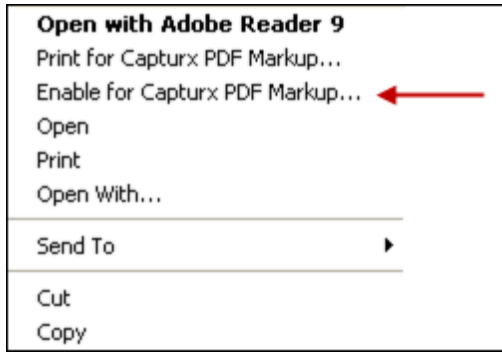 Open with Adobe Reader 9
Print for Capturx PDF Markup...
Enable for Capturx PDF Markup...
Open
Print
Open With...
Send To
Cut
Copy